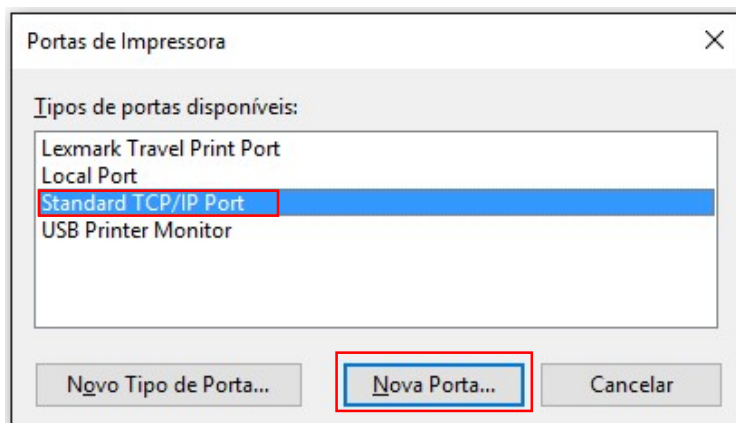 Portas de Impressora
Tipos de portas disponíveis:
Lexmark Travel Print Port
Local Port
Standard TCP/IP Port
USB Printer Monitor
Novo Tipo de Porta... Nova Porta... Cancelar